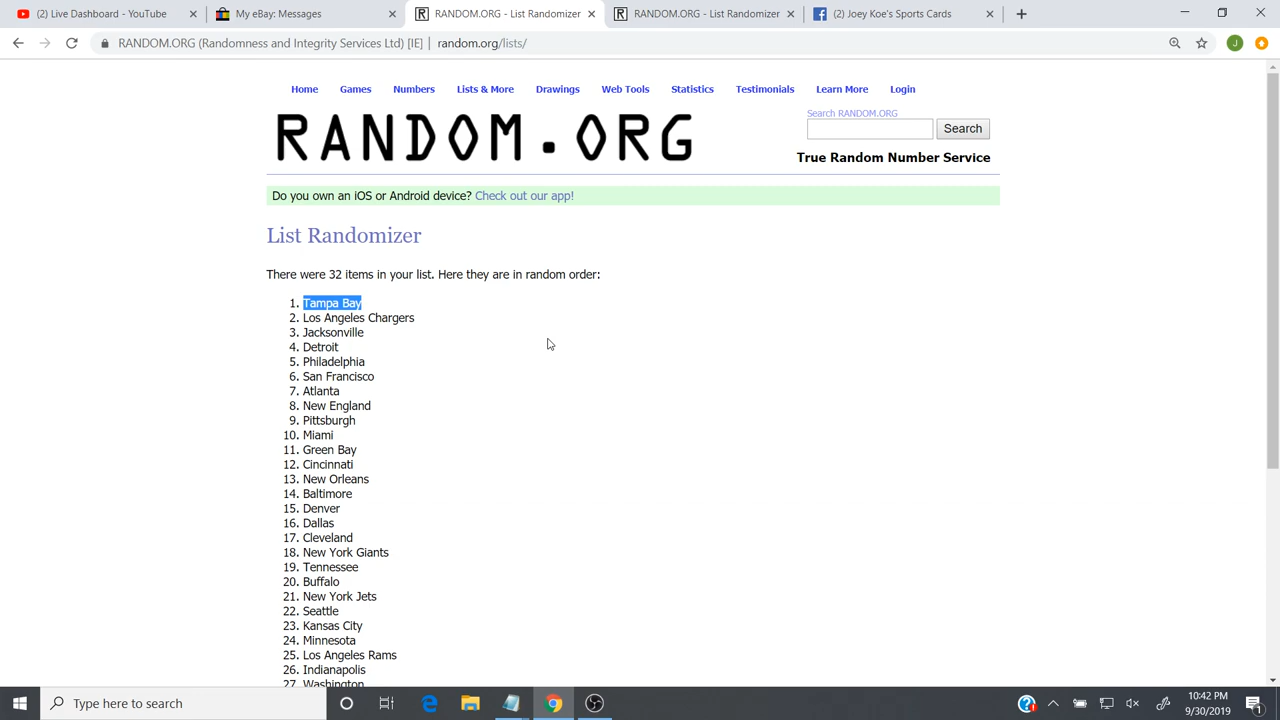 (2) Live Dashboard - YouTube
My eBay: Messages
RANDOM.ORG - List Randomizer
RANDOM.ORG - List Randomizer
(2) Joey Koe's Sports Cards
RANDOM.ORG (Randomness and Integrity Services Ltd) [IE] | random.org/lists/
J
Home Games Numbers Lists & More Drawings Web Tools Statistics Testimonials Learn More Login
RANDOM.ORG
Search RANDOM.ORG
Search
True Random Number Service
Do you own an iOS or Android device? Check out our app!
List Randomizer
There were 32 items in your list. Here they are in random order:
1. Tampa Bay
2. Los Angeles Chargers
3. Jacksonville
4. Detroit
5. Philadelphia
6. San Francisco
7. Atlanta
8. New England
9. Pittsburgh
10. Miami
11. Green Bay
12. Cincinnati
13. New Orleans
14. Baltimore
15. Denver
16. Dallas
17. Cleveland
18. New York Giants
19. Tennessee
20. Buffalo
21. New York Jets
22. Seattle
23. Kansas City
24. Minnesota
25. Los Angeles Rams
26. Indianapolis
27. Washington
Type here to search
10:42 PM
9/30/2019
1